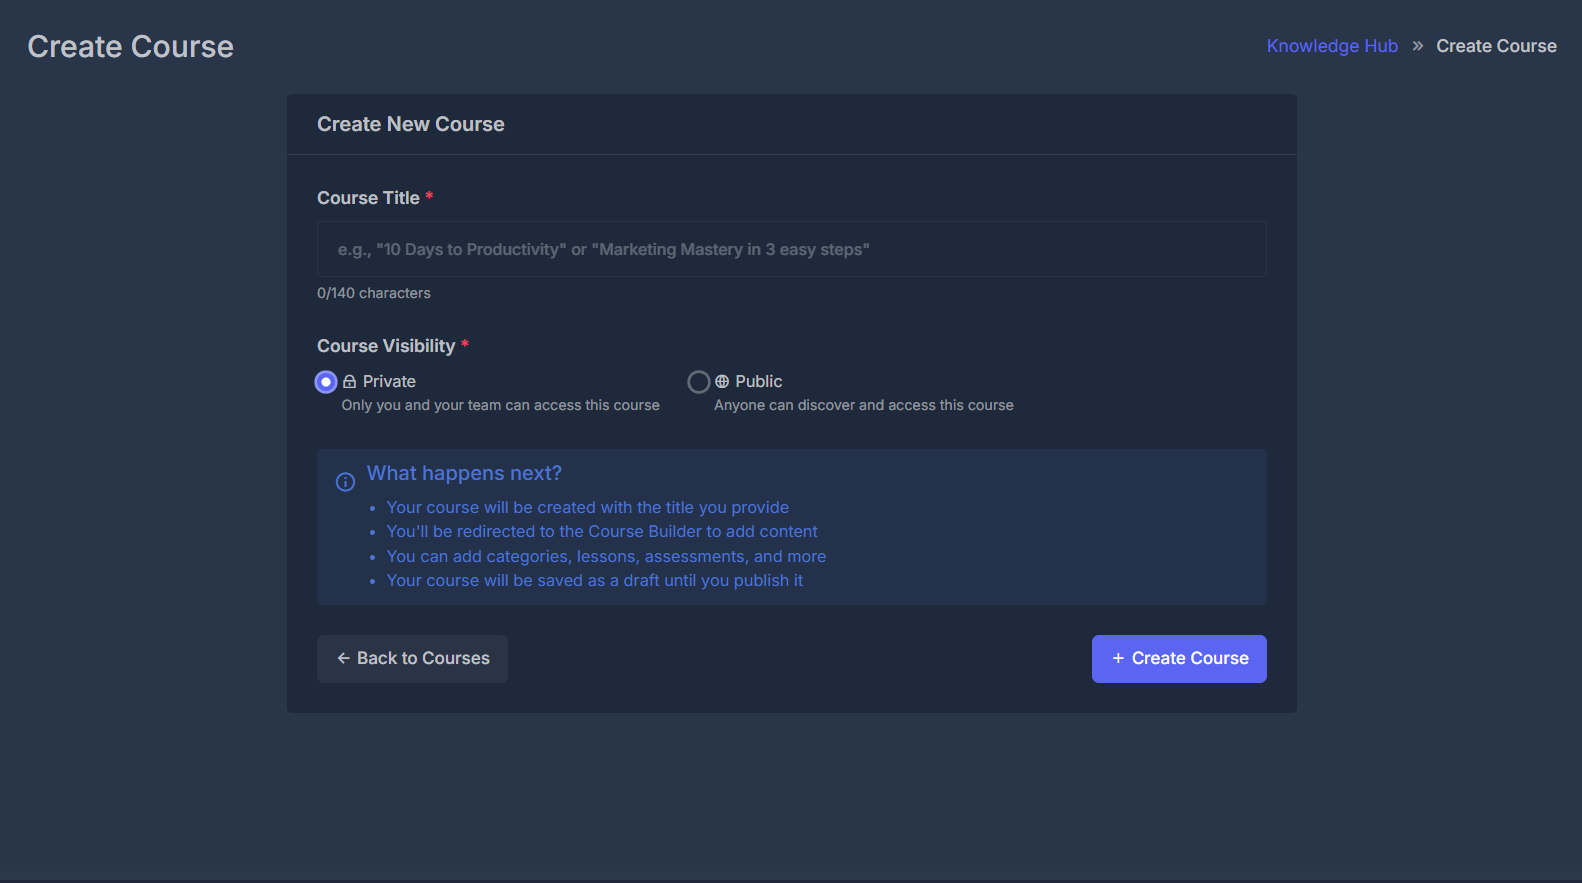 Create Course
Knowledge Hub » Create Course
Create New Course
Course Title *
e.g., "10 Days to Productivity" or "Marketing Mastery in 3 easy steps"
0/140 characters
Course Visibility *
Private
Only you and your team can access this course
Public
Anyone can discover and access this course
What happens next?
• Your course will be created with the title you provide
• You'll be redirected to the Course Builder to add content
• You can add categories, lessons, assessments, and more
• Your course will be saved as a draft until you publish it
← Back to Courses
+ Create Course